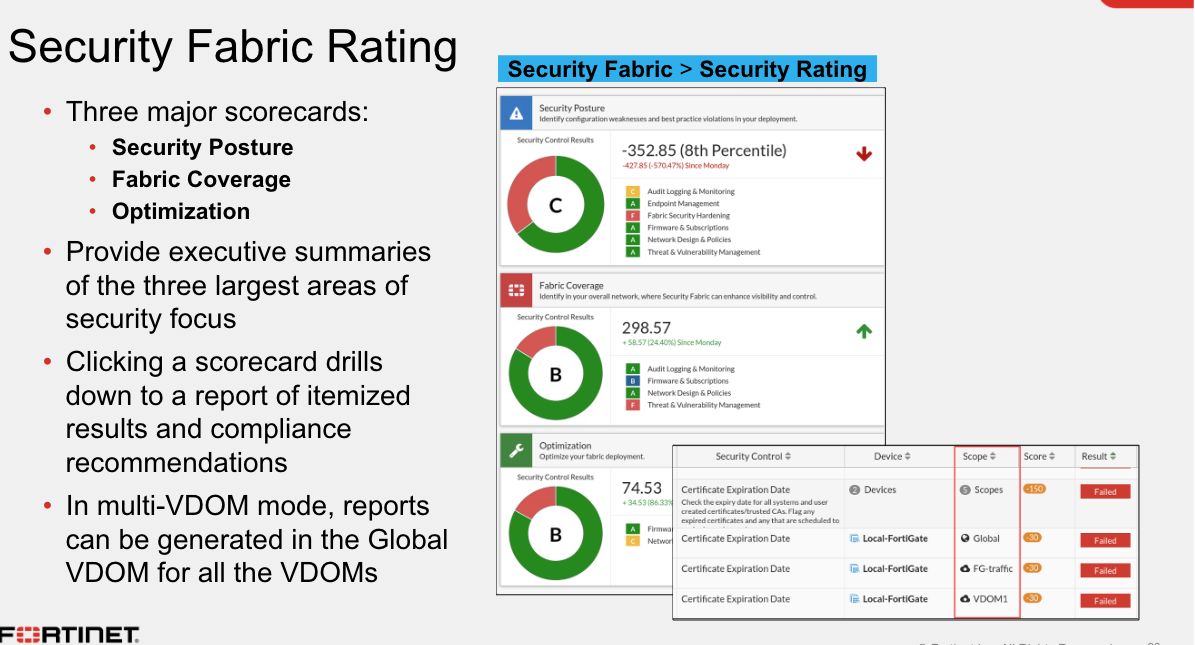 Security Fabric Rating
• Three major scorecards:
• Security Posture
• Fabric Coverage
• Optimization
• Provide executive summaries
of the three largest areas of
security focus
• Clicking a scorecard drills
down to a report of itemized
results and compliance
recommendations
• In multi-VDOM mode, reports
can be generated in the Global
VDOM for all the VDOMs
Security Fabric > Security Rating
Security Posture
Identify configuration weaknesses and best practice violations in your deployment.
Security Control Results
C
-352.85 (8th Percentile)
-427.85 (-570.47%) Since Monday
C Audit Logging & Monitoring
A Endpoint Management
F Fabric Security Hardening
A Firmware & Subscriptions
A Network Design & Policies
A Threat & Vulnerability Management
Fabric Coverage
Identify in your overall network, where Security Fabric can enhance visibility and control.
Security Control Results
B
298.57
+ 58.57 (24.40%) Since Monday
A Audit Logging & Monitoring
B Firmware & Subscriptions
A Network Design & Policies
F Threat & Vulnerability Management
Optimization
Optimize your fabric deployment.
Security Control Results
B
74.53
+ 34.53 (86.33%
A Firmwa
C Networ
Security Control Device Scope Score Result
Certificate Expiration Date 2 Devices 5 Scopes -150 Failed
Check the expiry date for all systems and user
created certificates/trusted CAs. Flag any
expired certificates and any that are scheduled to
Certificate Expiration Date Local-FortiGate Global -30 Failed
Certificate Expiration Date Local-FortiGate FG-traffic -30 Failed
Certificate Expiration Date Local-FortiGate VDOM1 -30 Failed
FORTINET